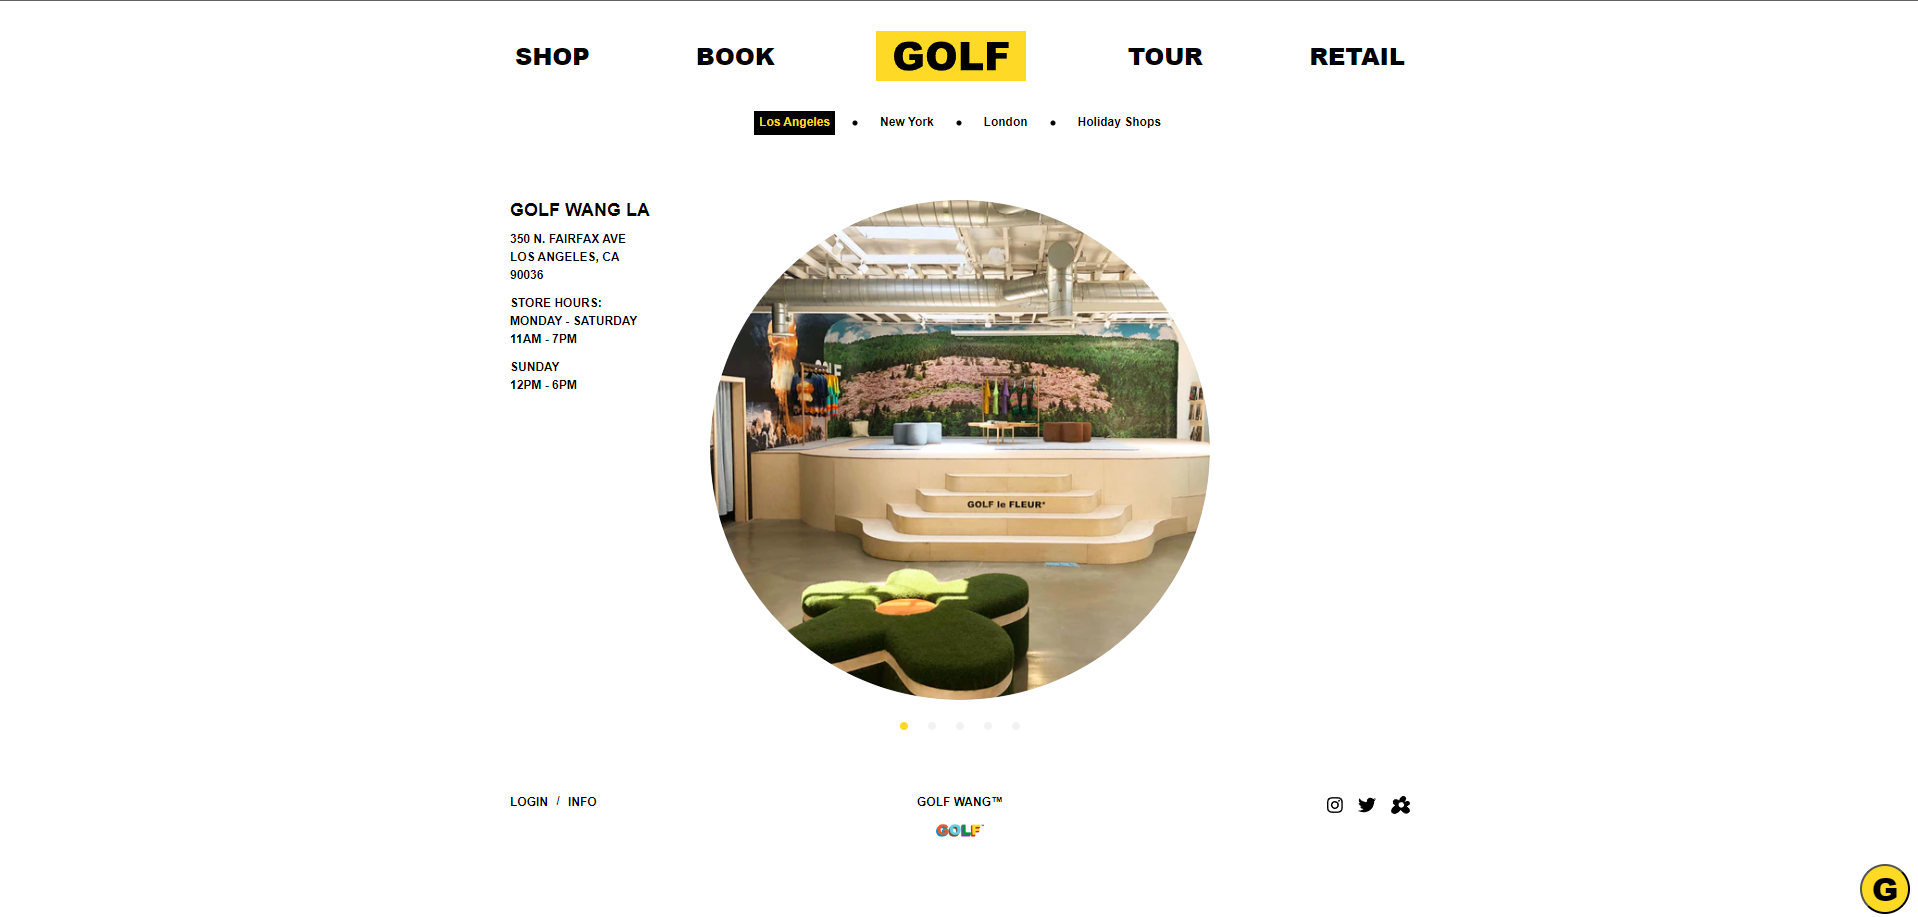 SHOP
BOOK
GOLF
TOUR
RETAIL
Los Angeles
New York
London
Holiday Shops
GOLF WANG LA
350 N. FAIRFAX AVE
LOS ANGELES, CA
90036
STORE HOURS:
MONDAY - SATURDAY
11AM - 7PM
SUNDAY
12PM - 6PM
GOLF le FLEUR*
LOGIN / INFO
GOLF WANG™
GOLF™
G